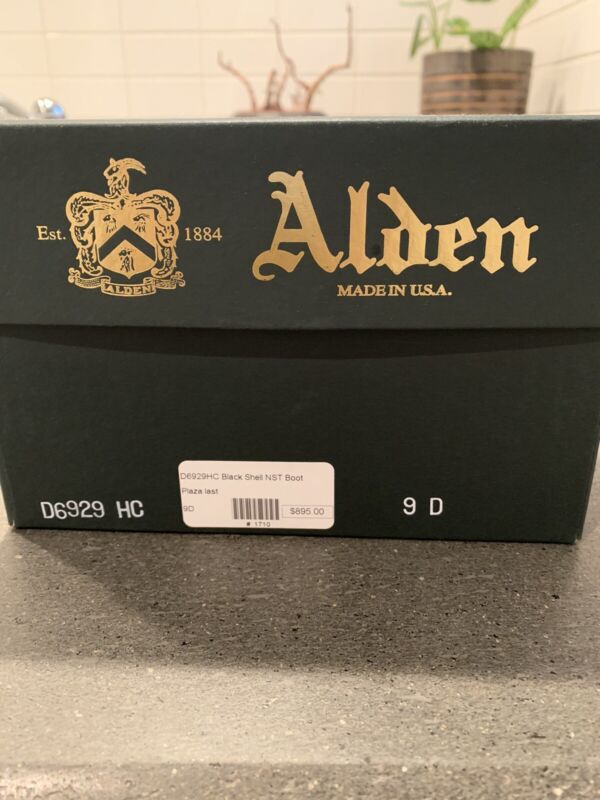 Est.
1884
ALDEN
Alden
MADE IN U.S.A.
D6929HC Black Shell NST Boot
Plaza last
9D
$895.00
# 1710
D6929 HC
9 D